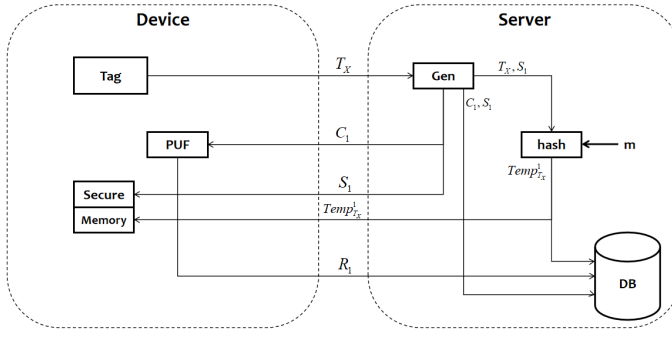 Device
Server
Tag
T_X
Gen
T_X, S_1
C_1, S_1
PUF
C_1
hash
m
Temp^1_{T_X}
Secure
S_1
Memory
Temp^1_{T_X}
R_1
DB